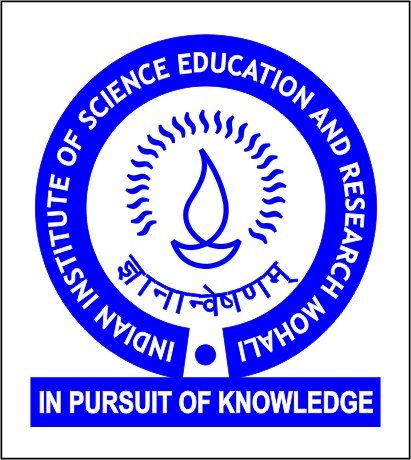 INDIAN INSTITUTE OF SCIENCE EDUCATION AND RESEARCH MOHALI
ज्ञानान्वेषणम्
IN PURSUIT OF KNOWLEDGE